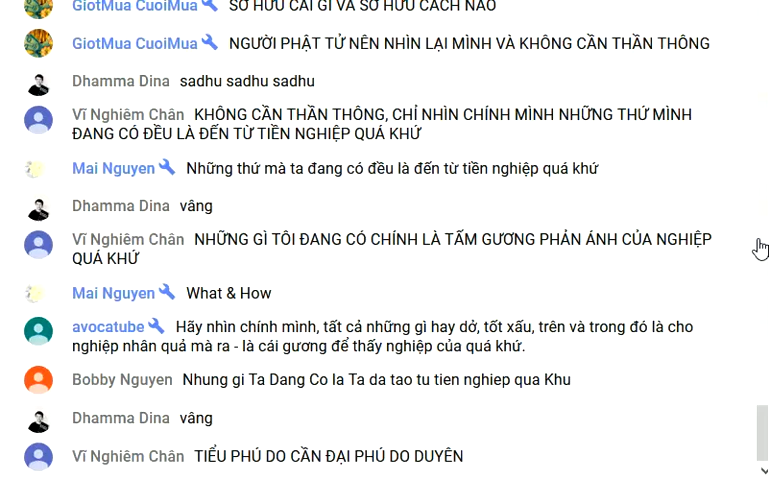 GiotMua CuoiMua SỞ HỮU CÁI GÌ VÀ SỞ HỮU CÁCH NÀO
GiotMua CuoiMua NGƯỜI PHẬT TỬ NÊN NHÌN LẠI MÌNH VÀ KHÔNG CẦN THẦN THÔNG
Dhamma Dina sadhu sadhu sadhu
Vĩ Nghiêm Chân KHÔNG CẦN THẦN THÔNG, CHỈ NHÌN CHÍNH MÌNH NHỮNG THỨ MÌNH
ĐANG CÓ ĐỀU LÀ ĐẾN TỪ TIỀN NGHIỆP QUÁ KHỨ
Mai Nguyen Những thứ mà ta đang có đều là đến từ tiền nghiệp quá khứ
Dhamma Dina vâng
Vĩ Nghiêm Chân NHỮNG GÌ TÔI ĐANG CÓ CHÍNH LÀ TẤM GƯƠNG PHẢN ÁNH CỦA NGHIỆP
QUÁ KHỨ
Mai Nguyen What & How
avocatube Hãy nhìn chính mình, tất cả những gì hay dở, tốt xấu, trên và trong đó là cho
nghiệp nhân quả mà ra - là cái gương để thấy nghiệp của quá khứ.
Bobby Nguyen Nhung gi Ta Dang Co la Ta da tao tu tien nghiep qua Khu
Dhamma Dina vâng
Vĩ Nghiêm Chân TIỂU PHÚ DO CẦN ĐẠI PHÚ DO DUYÊN